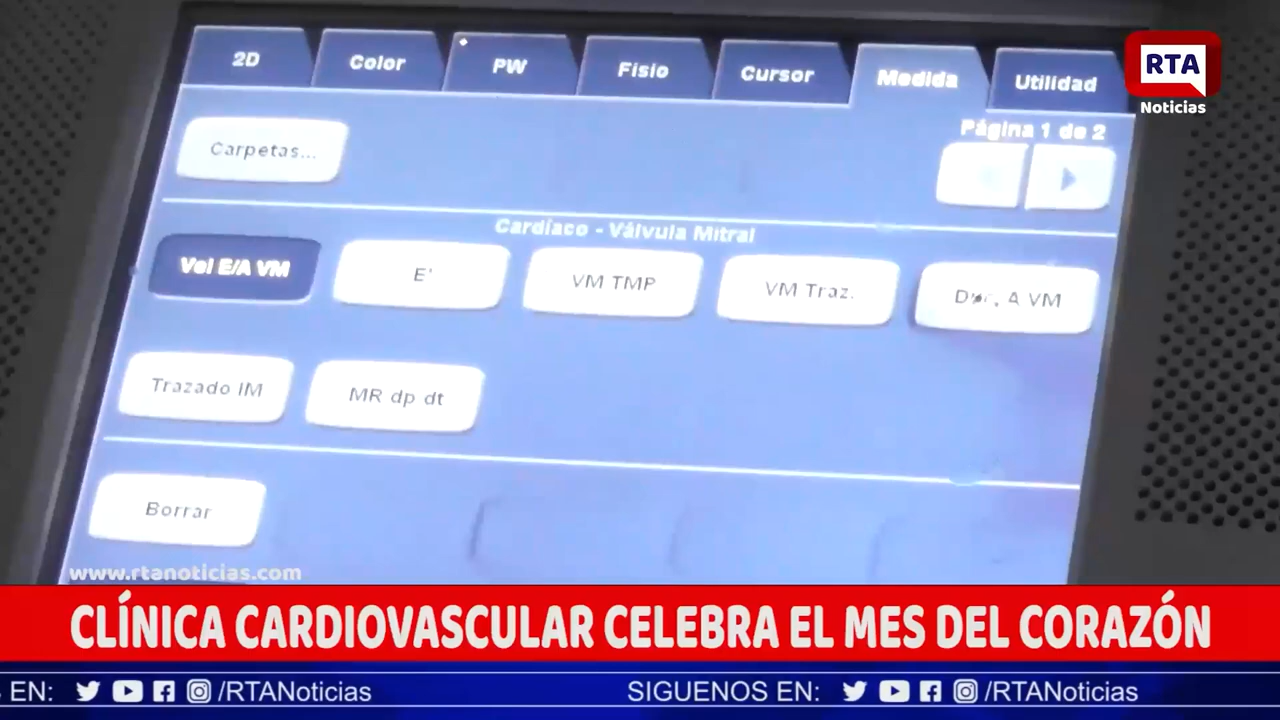 2D Color PW Fisio Cursor Medida Utilidad
RTA
Noticias
Carpetas...
Página 1 de 2
Cardíaco - Válvula Mitral
Vel E/A VM E' VM TMP VM Traz. A VM
Trazado IM MR dp dt
Borrar
www.rtanoticias.com
CLÍNICA CARDIOVASCULAR CELEBRA EL MES DEL CORAZÓN
EN: /RTANoticias SIGUENOS EN: /RTANoticias